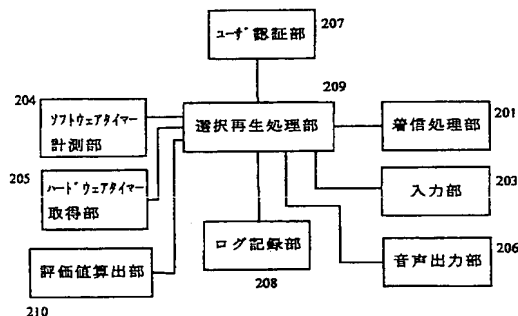 207
ユーザ認証部
204
209
ソフトウェアタイマー
計測部
選択再生処理部
201
着信処理部
205
203
ハードウェアタイマー
取得部
入力部
評価値算出部
ログ記録部
音声出力部
206
210
208